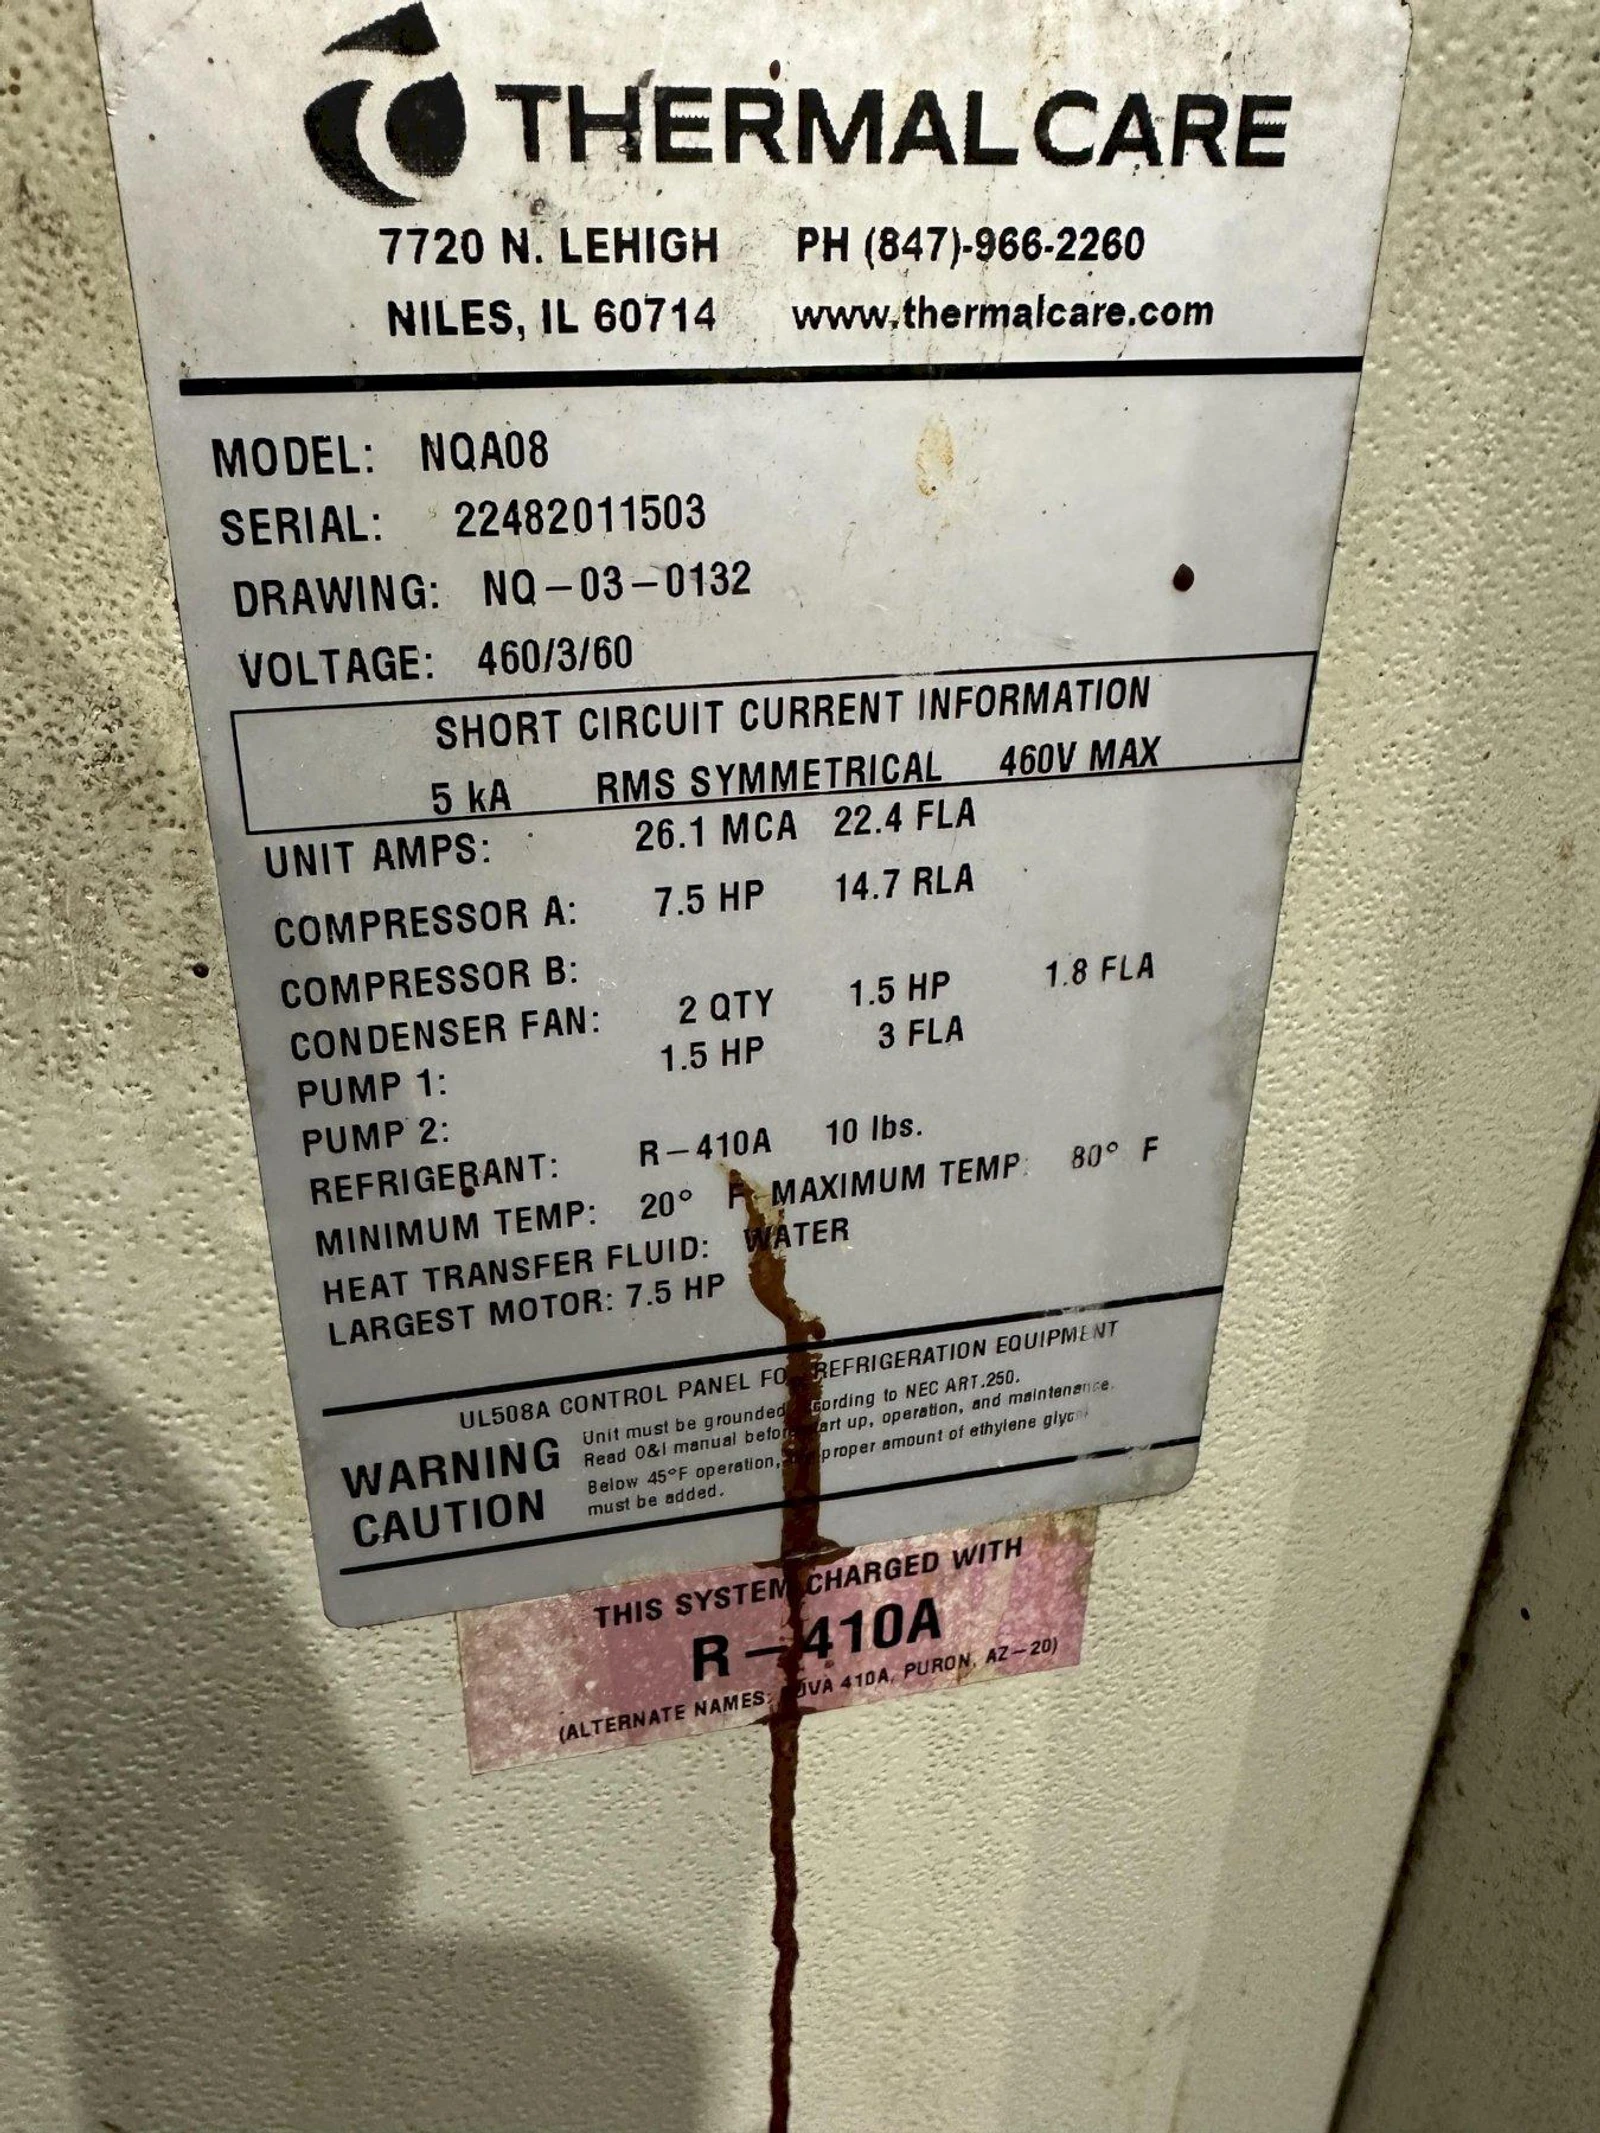 THERMAL CARE
7720 N. LEHIGH PH (847)-966-2260
NILES, IL 60714 www.thermalcare.com
MODEL: NQA08
SERIAL: 22482011503
DRAWING: NQ-03-0132
VOLTAGE: 460/3/60
SHORT CIRCUIT CURRENT INFORMATION
5 kA RMS SYMMETRICAL 460V MAX
UNIT AMPS: 26.1 MCA 22.4 FLA
COMPRESSOR A: 7.5 HP 14.7 RLA
COMPRESSOR B:
CONDENSER FAN: 2 QTY 1.5 HP 1.8 FLA
PUMP 1: 1.5 HP 3 FLA
PUMP 2:
REFRIGERANT: R-410A 10 lbs.
MINIMUM TEMP: 20° F MAXIMUM TEMP: 80° F
HEAT TRANSFER FLUID: WATER
LARGEST MOTOR: 7.5 HP
UL508A CONTROL PANEL FOR REFRIGERATION EQUIPMENT
WARNING Unit must be grounded according to NEC ART.250.
Read O&I manual before start up, operation, and maintenance.
CAUTION Below 45°F operation, proper amount of ethylene glycol
must be added.
THIS SYSTEM CHARGED WITH
R-410A
(ALTERNATE NAMES: 410A, PURON, AZ-20)